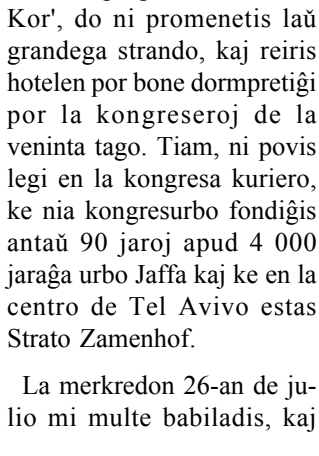 Kor', do ni promenetis laŭ
grandega strando, kaj reiris
hotelen por bone dormpretiĝi
por la kongreseroj de la
veninta tago. Tiam, ni povis
legi en la kongresa kuriero,
ke nia kongresurbo fondiĝis
antaŭ 90 jaroj apud 4 000
jaraĝa urbo Jaffa kaj ke en la
centro de Tel Avivo estas
Strato Zamenhof.
La merkredon 26-an de ju-
lio mi multe babiladis, kaj